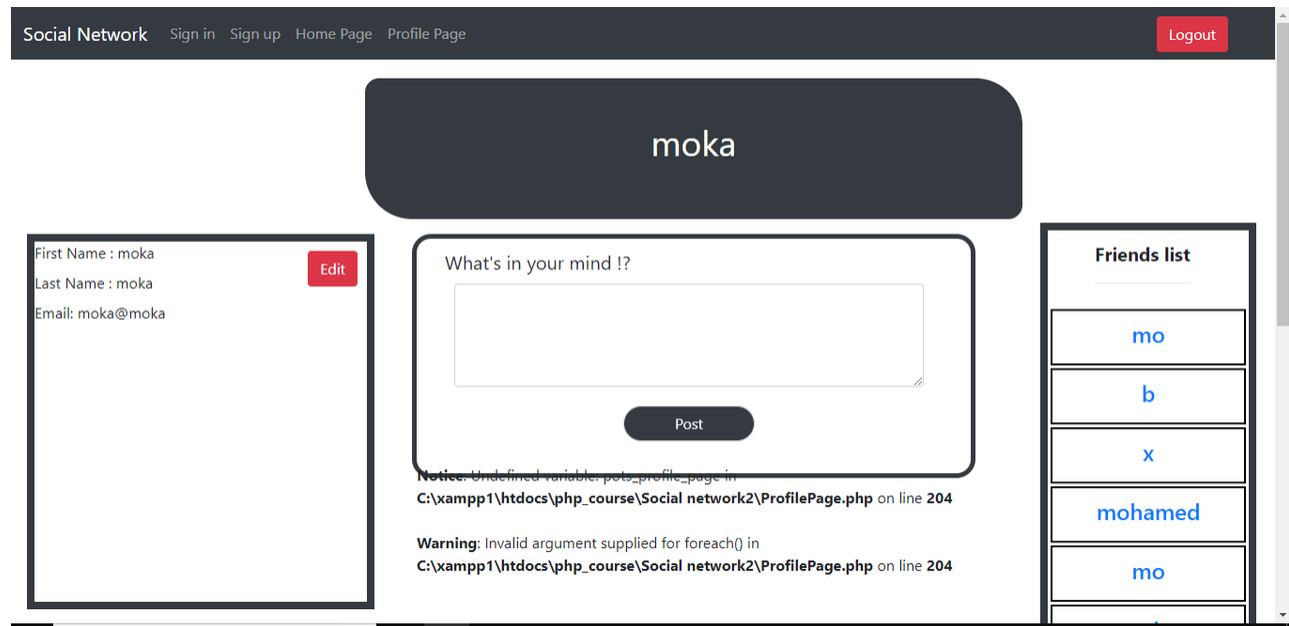 Social Network Sign in Sign up Home Page Profile Page Logout
moka
First Name : moka
Edit
Last Name : moka
Email: moka@moka
What's in your mind !?
Post
Notice: Undefined variable: pots_profile_page in
C:\xampp1\htdocs\php_course\Social network2\ProfilePage.php on line 204
Warning: Invalid argument supplied for foreach() in
C:\xampp1\htdocs\php_course\Social network2\ProfilePage.php on line 204
Friends list
mo
b
x
mohamed
mo